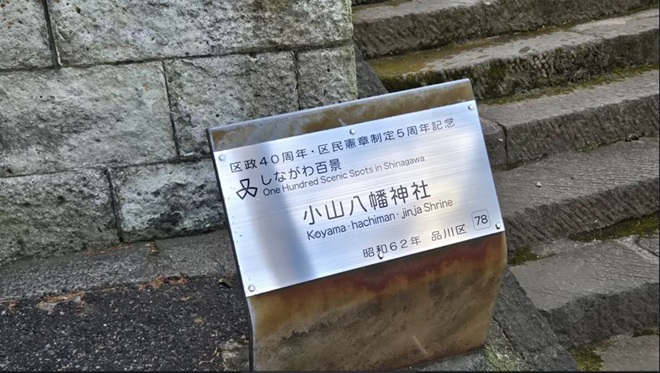 区政40周年・区民憲章制定5周年記念
しながわ百景
One Hundred Scenic Spots in Shinagawa
小山八幡神社
Koyama・hachiman・jinja Shrine
昭和62年 品川区 78